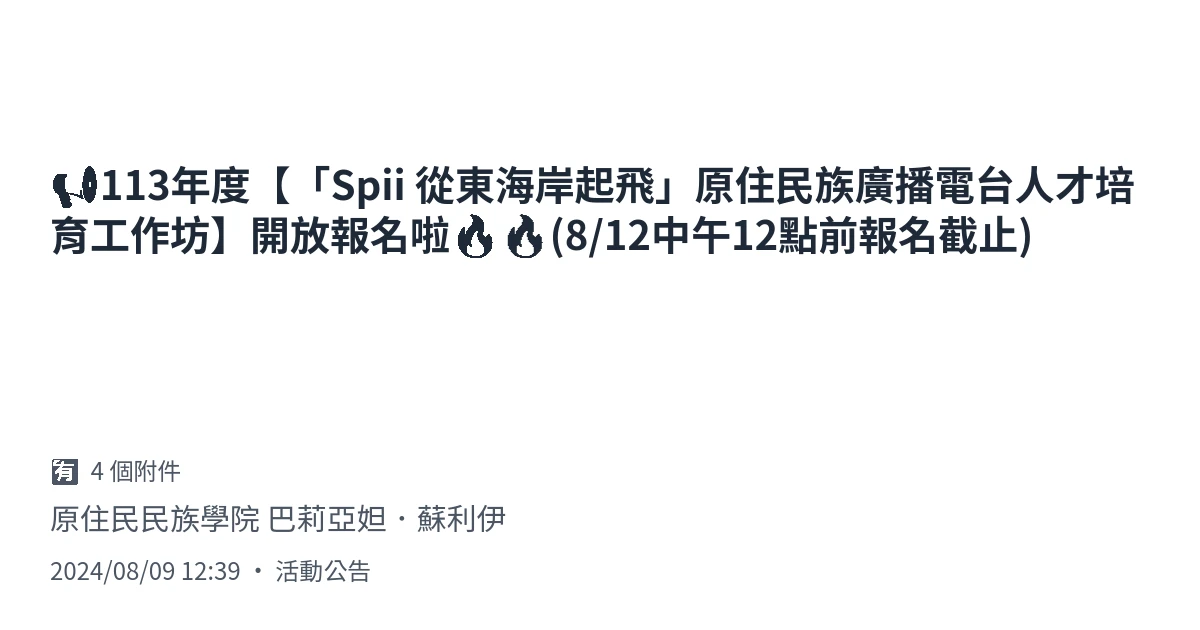 📢113年度【「Spii 從東海岸起飛」原住民族廣播電台人才培
育工作坊】開放報名啦🔥🔥(8/12中午12點前報名截止)
🈶 4 個附件
原住民民族學院 巴莉亞妲・蘇利伊
2024/08/09 12:39 ・ 活動公告